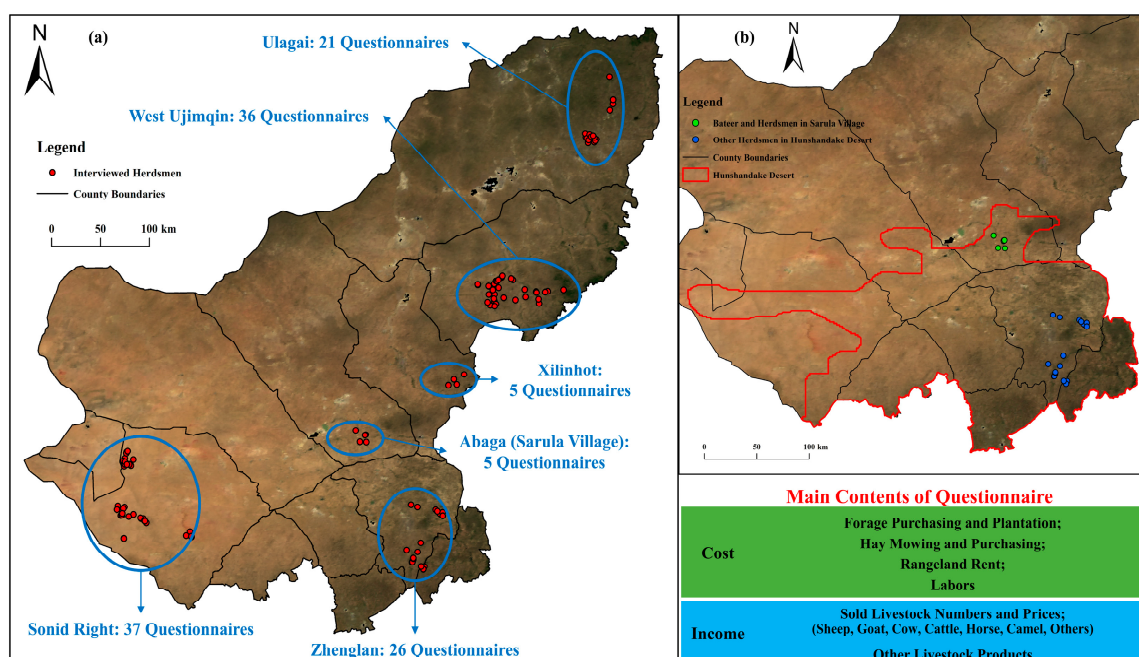 N
(a)
Ulagai: 21 Questionnaires
West Ujimqin: 36 Questionnaires
Legend
Interviewed Herdsmen
County Boundaries
0 50 100 km
Xilinhot:
5 Questionnaires
Abaga (Sarula Village):
5 Questionnaires
Sonid Right: 37 Questionnaires
Zhenglan: 26 Questionnaires
(b)
N
Legend
Bateer and Herdsmen in Sarula Village
Other Herdsmen in Hunshandake Desert
County Boundaries
Hunshandake Desert
0 50 100 km
Main Contents of Questionnaire
Cost
Forage Purchasing and Plantation;
Hay Mowing and Purchasing;
Rangeland Rent;
Labors
Income
Sold Livestock Numbers and Prices;
(Sheep, Goat, Cow, Cattle, Horse, Camel, Others)
Other Livestock Products